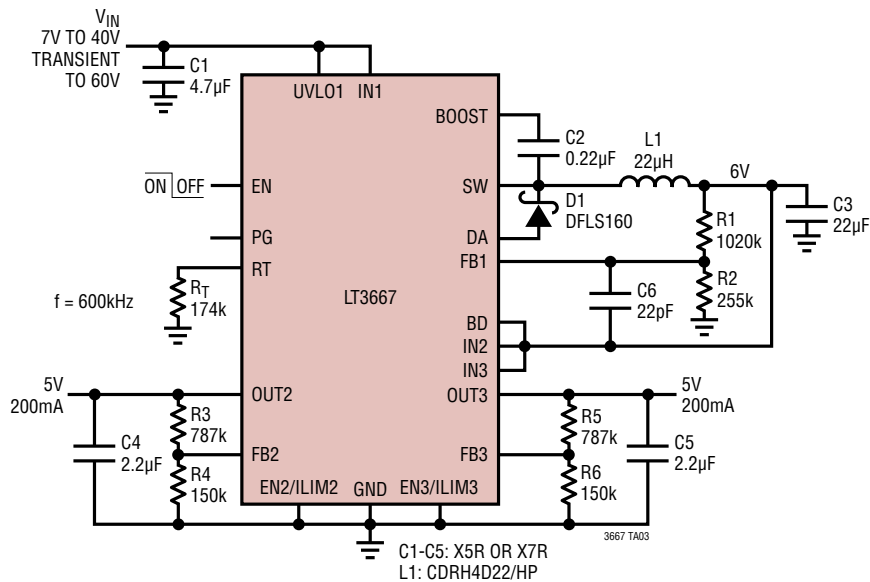 V_IN
7V TO 40V
TRANSIENT
TO 60V
C1
4.7µF
UVLO1 IN1
BOOST
C2
0.22µF
L1
22µH
6V
ON OFF
EN
SW
D1
DFLS160
C3
22µF
R1
1020k
PG
DA
FB1
RT
R_T
174k
f = 600kHz
LT3667
C6
22pF
R2
255k
BD
IN2
IN3
5V
200mA
OUT2
OUT3
5V
200mA
R3
787k
R5
787k
C4
2.2µF
FB2
FB3
C5
2.2µF
R4
150k
R6
150k
EN2/ILIM2 GND EN3/ILIM3
3667 TA03
C1-C5: X5R OR X7R
L1: CDRH4D22/HP